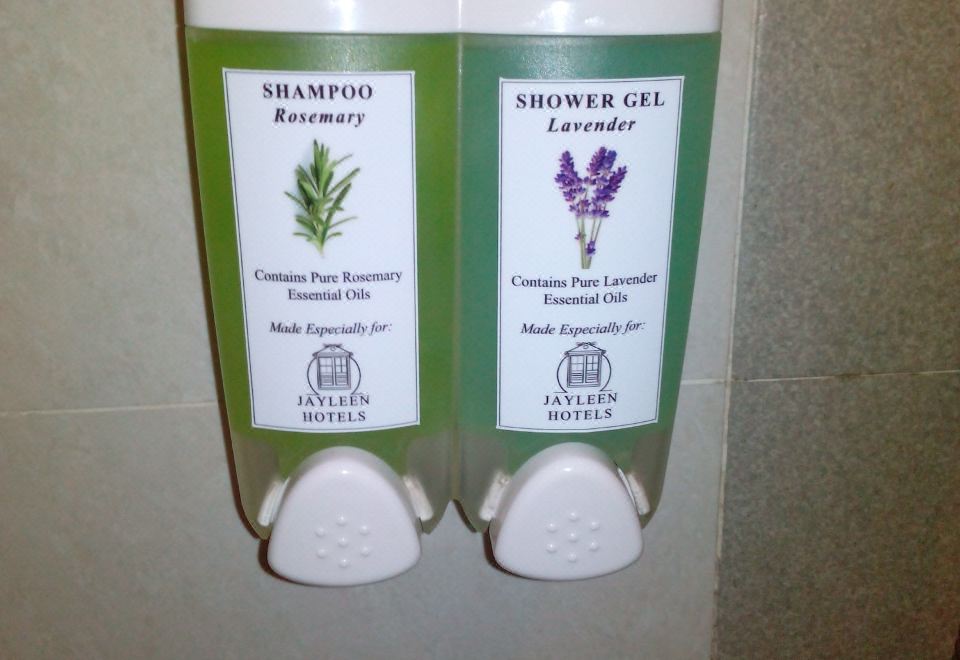 SHAMPOO
Rosemary
Contains Pure Rosemary
Essential Oils
Made Especially for:
JAYLEEN
HOTELS
SHOWER GEL
Lavender
Contains Pure Lavender
Essential Oils
Made Especially for:
JAYLEEN
HOTELS